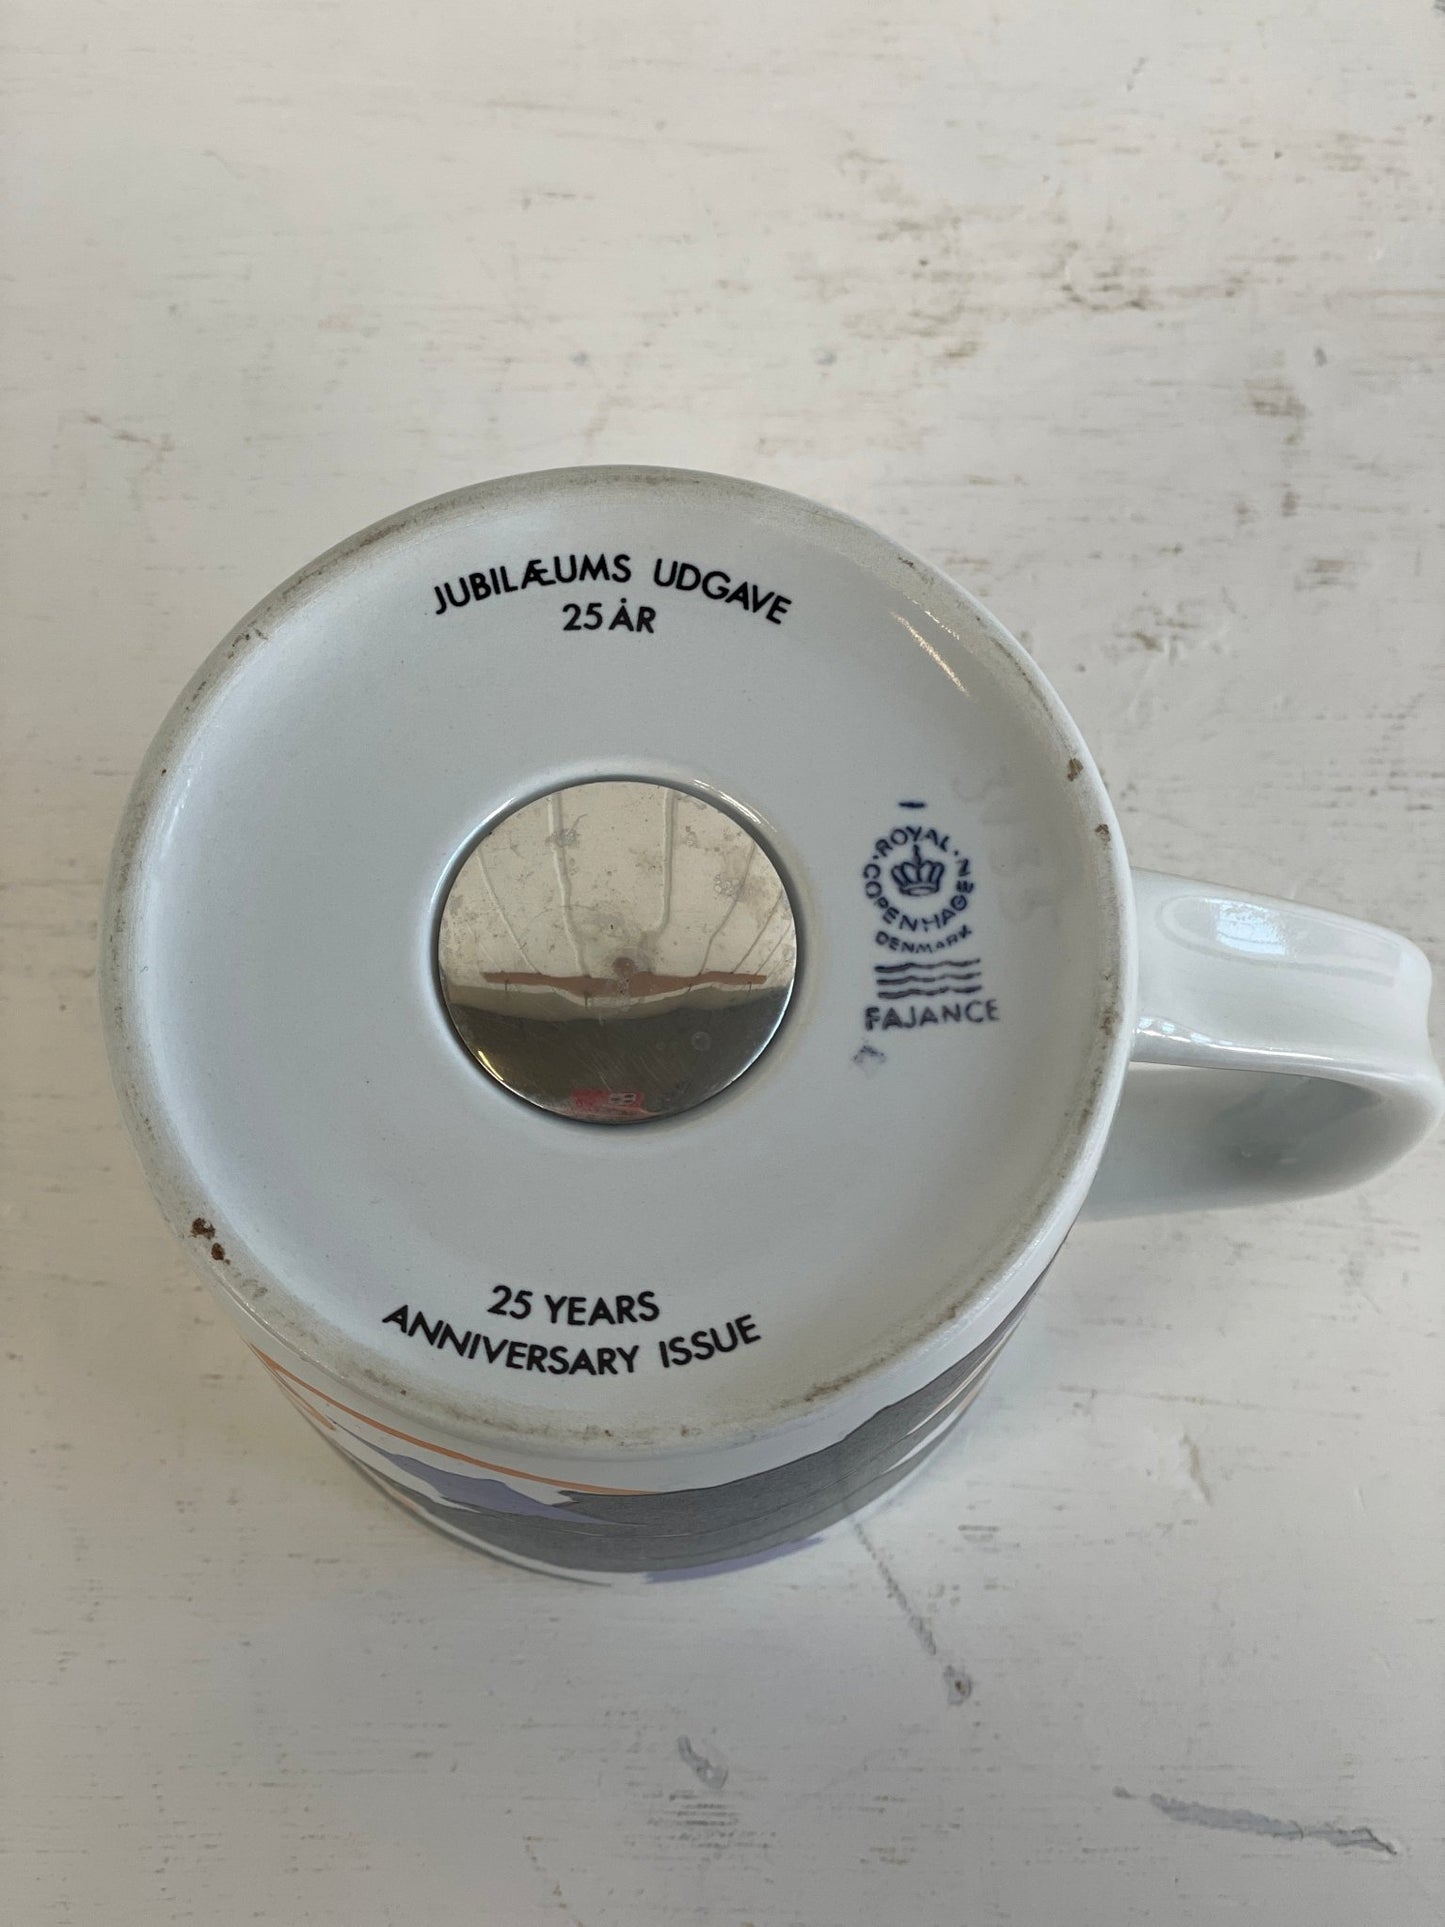 JUBILÆUMS UDGAVE
25 ÅR
ROYAL
COPENHAGEN
DENMARK
FAJANCE
25 YEARS
ANNIVERSARY ISSUE